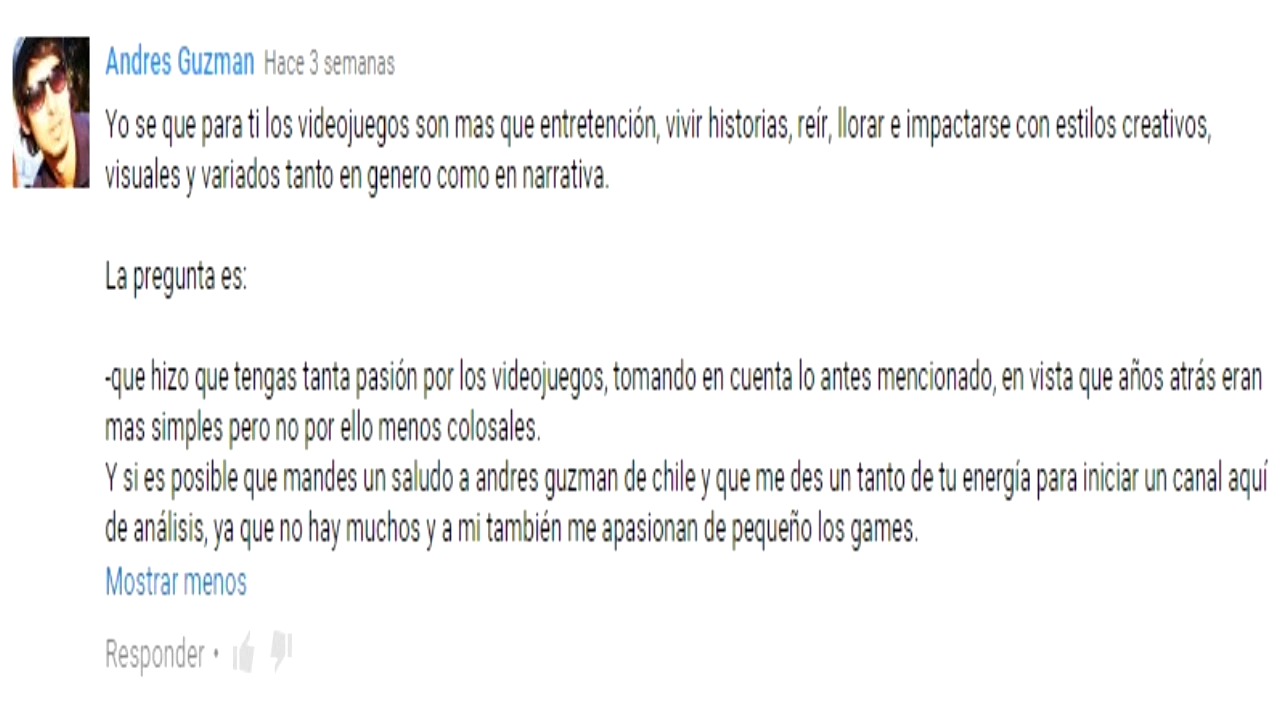 Andres Guzman Hace 3 semanas
Yo se que para ti los videojuegos son mas que entretención, vivir historias, reír, llorar e impactarse con estilos creativos,
visuales y variados tanto en genero como en narrativa.
La pregunta es:
-que hizo que tengas tanta pasión por los videojuegos, tomando en cuenta lo antes mencionado, en vista que años atrás eran
mas simples pero no por ello menos colosales.
Y si es posible que mandes un saludo a andres guzman de chile y que me des un tanto de tu energía para iniciar un canal aquí
de análisis, ya que no hay muchos y a mi también me apasionan de pequeño los games.
Mostrar menos
Responder •